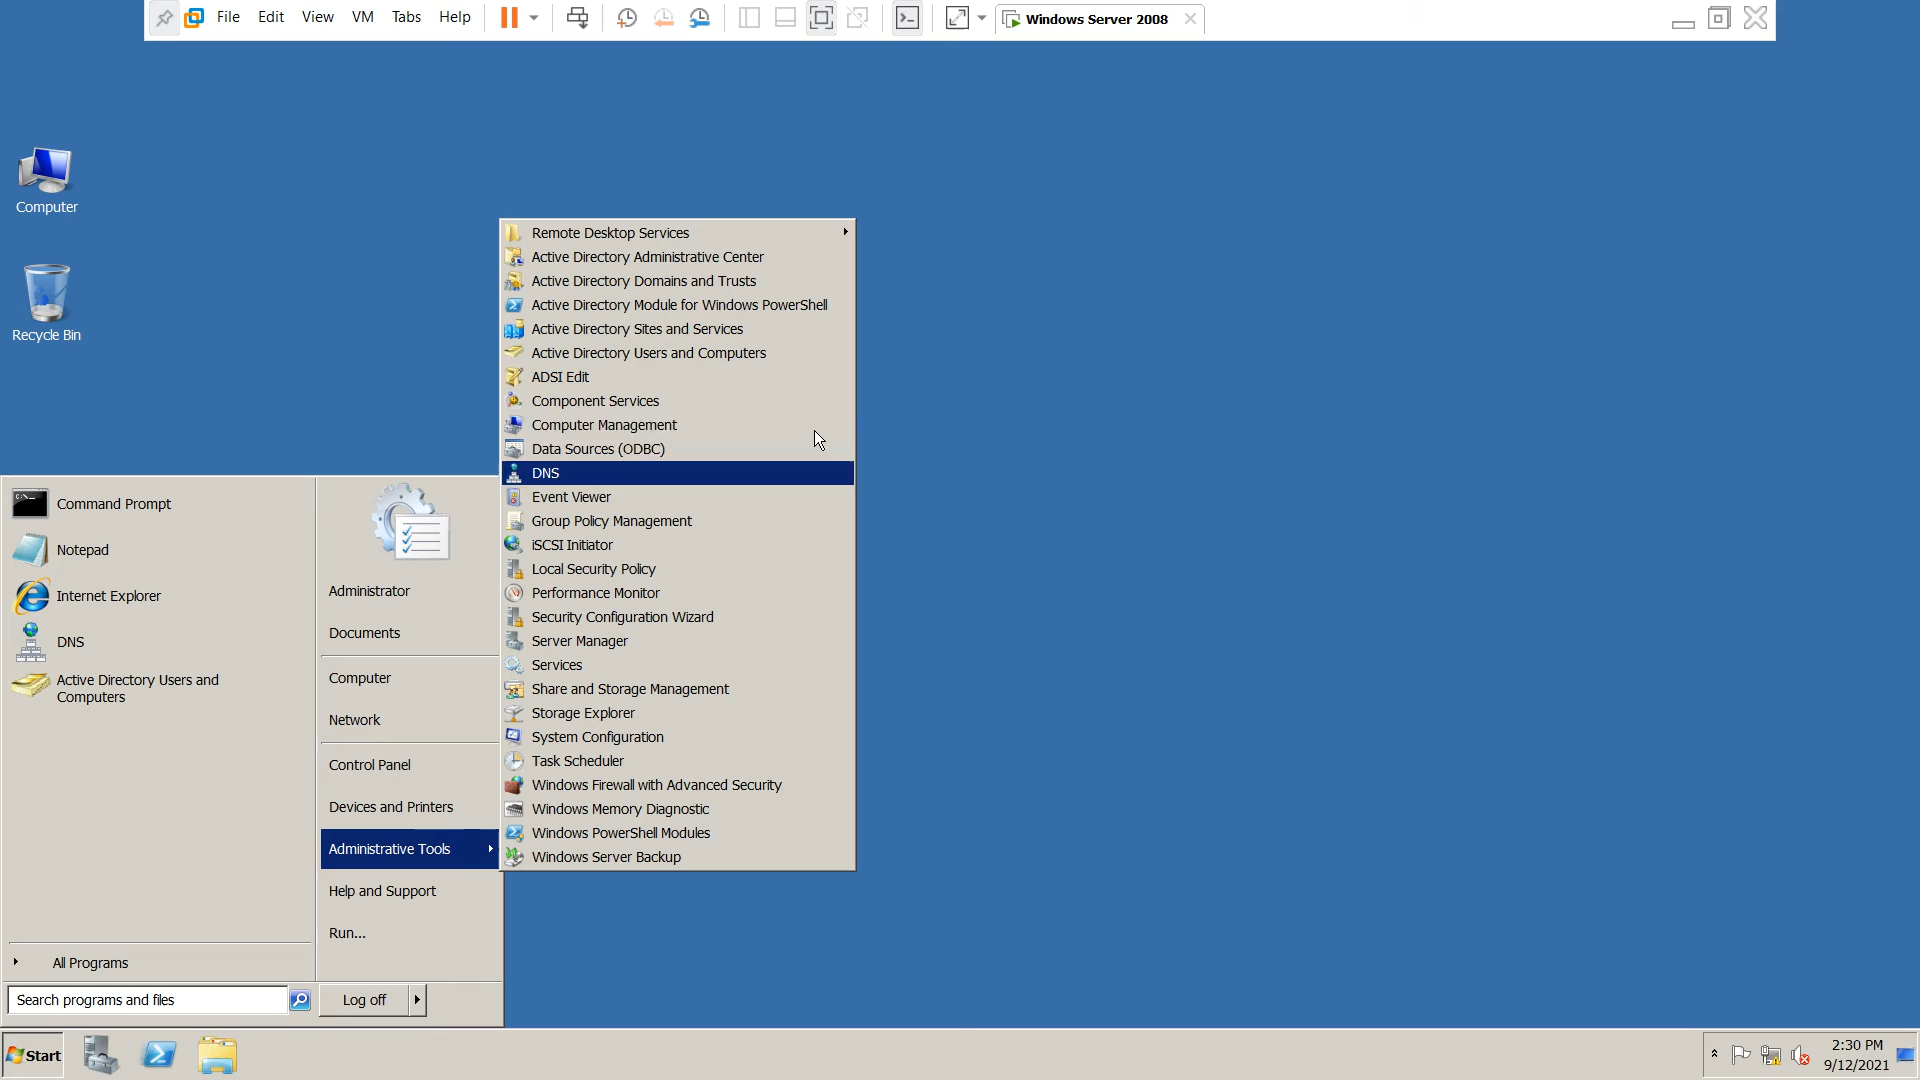 File Edit View VM Tabs Help Windows Server 2008
Computer
Recycle Bin
Remote Desktop Services
Active Directory Administrative Center
Active Directory Domains and Trusts
Active Directory Module for Windows PowerShell
Active Directory Sites and Services
Active Directory Users and Computers
ADSI Edit
Component Services
Computer Management
Data Sources (ODBC)
DNS
Event Viewer
Group Policy Management
iSCSI Initiator
Local Security Policy
Performance Monitor
Security Configuration Wizard
Server Manager
Services
Share and Storage Management
Storage Explorer
System Configuration
Task Scheduler
Windows Firewall with Advanced Security
Windows Memory Diagnostic
Windows PowerShell Modules
Windows Server Backup
Command Prompt
Notepad
Internet Explorer
DNS
Active Directory Users and
Computers
All Programs
Search programs and files
Administrator
Documents
Computer
Network
Control Panel
Devices and Printers
Administrative Tools
Help and Support
Run...
Log off
Start
2:30 PM
9/12/2021